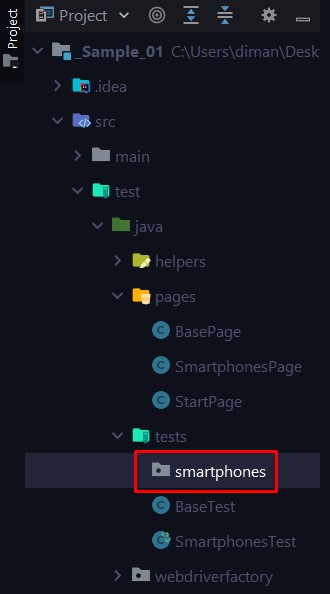 Project
Project
_Sample_01 C:\Users\diman\Desk
.idea
src
main
test
java
helpers
pages
BasePage
SmartphonesPage
StartPage
tests
smartphones
BaseTest
SmartphonesTest
webdriverfactory